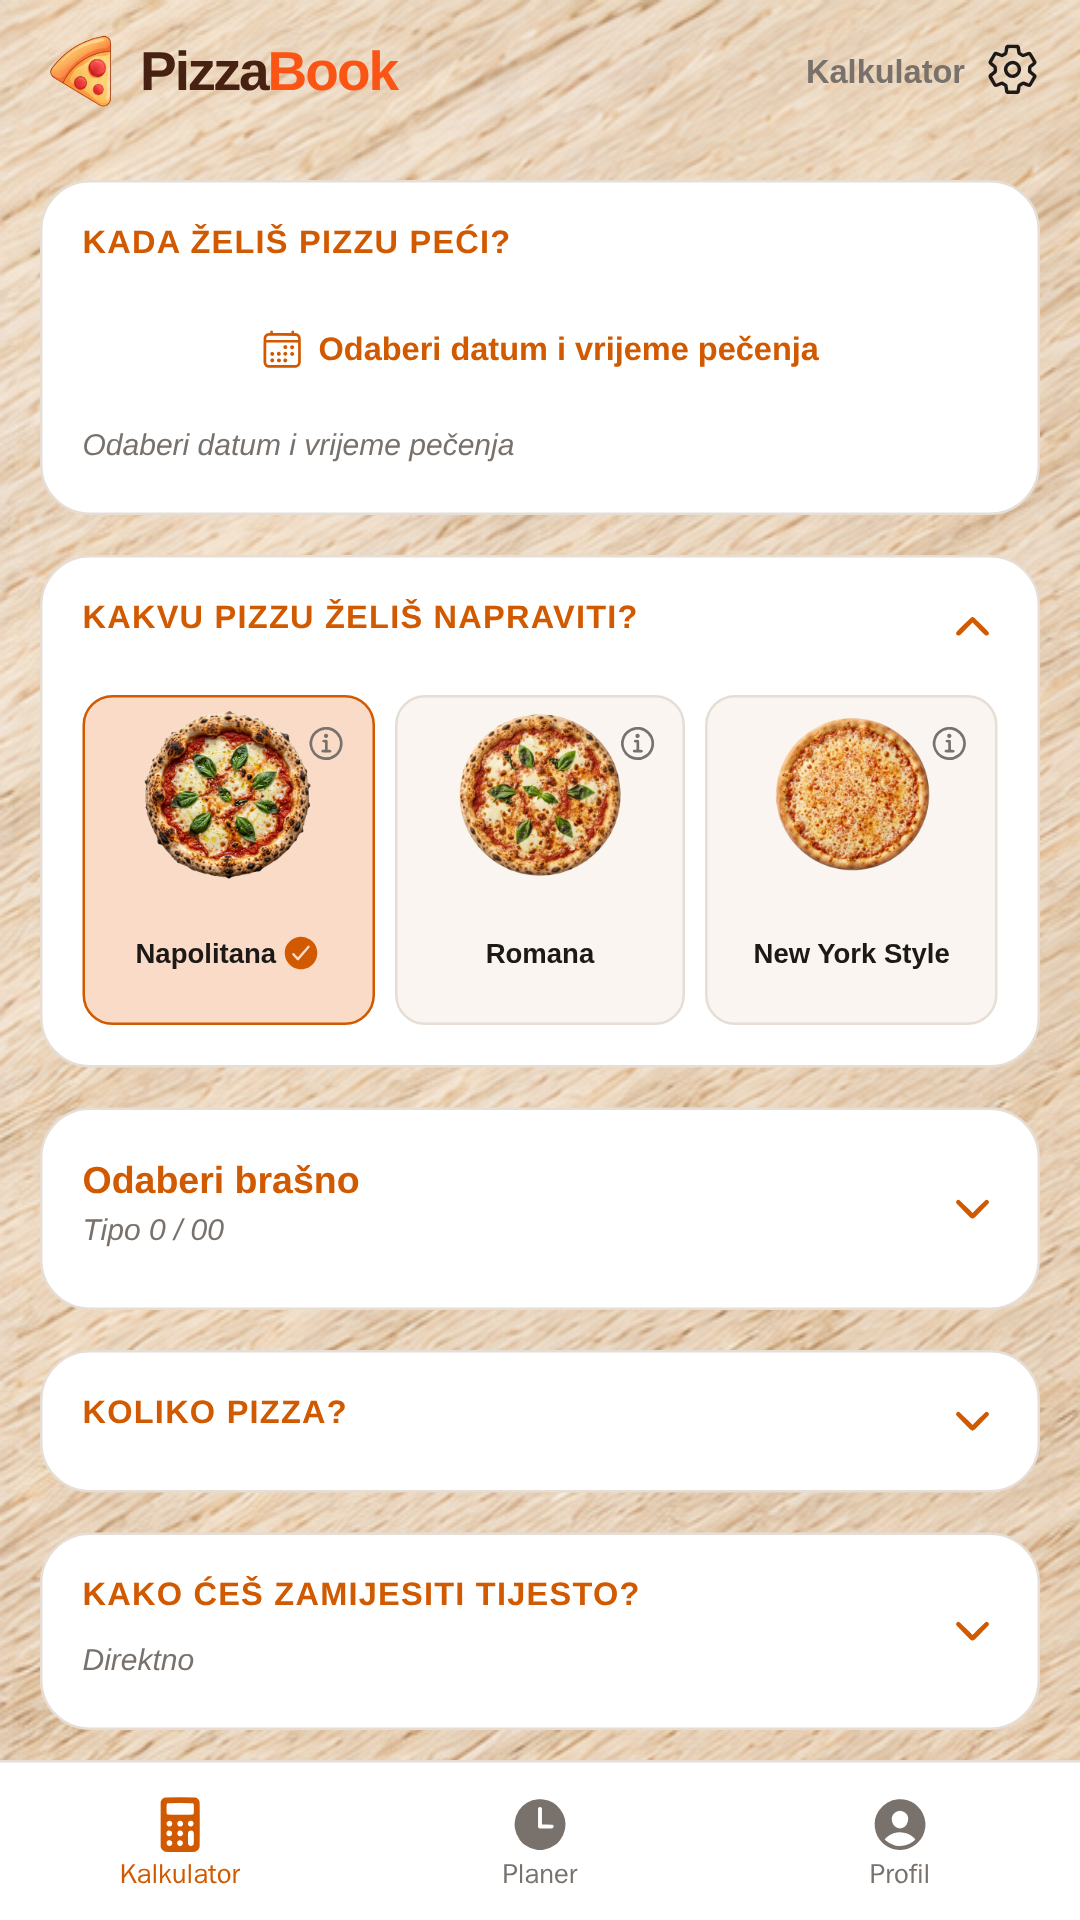 PizzaBook
Kalkulator
KADA ŽELIŠ PIZZU PEĆI?
Odaberi datum i vrijeme pečenja
Odaberi datum i vrijeme pečenja
KAKVU PIZZU ŽELIŠ NAPRAVITI?
Napolitana
Romana
New York Style
Odaberi brašno
Tipo 0 / 00
KOLIKO PIZZA?
KAKO ĆEŠ ZAMIJESITI TIJESTO?
Direktno
Kalkulator
Planer
Profil